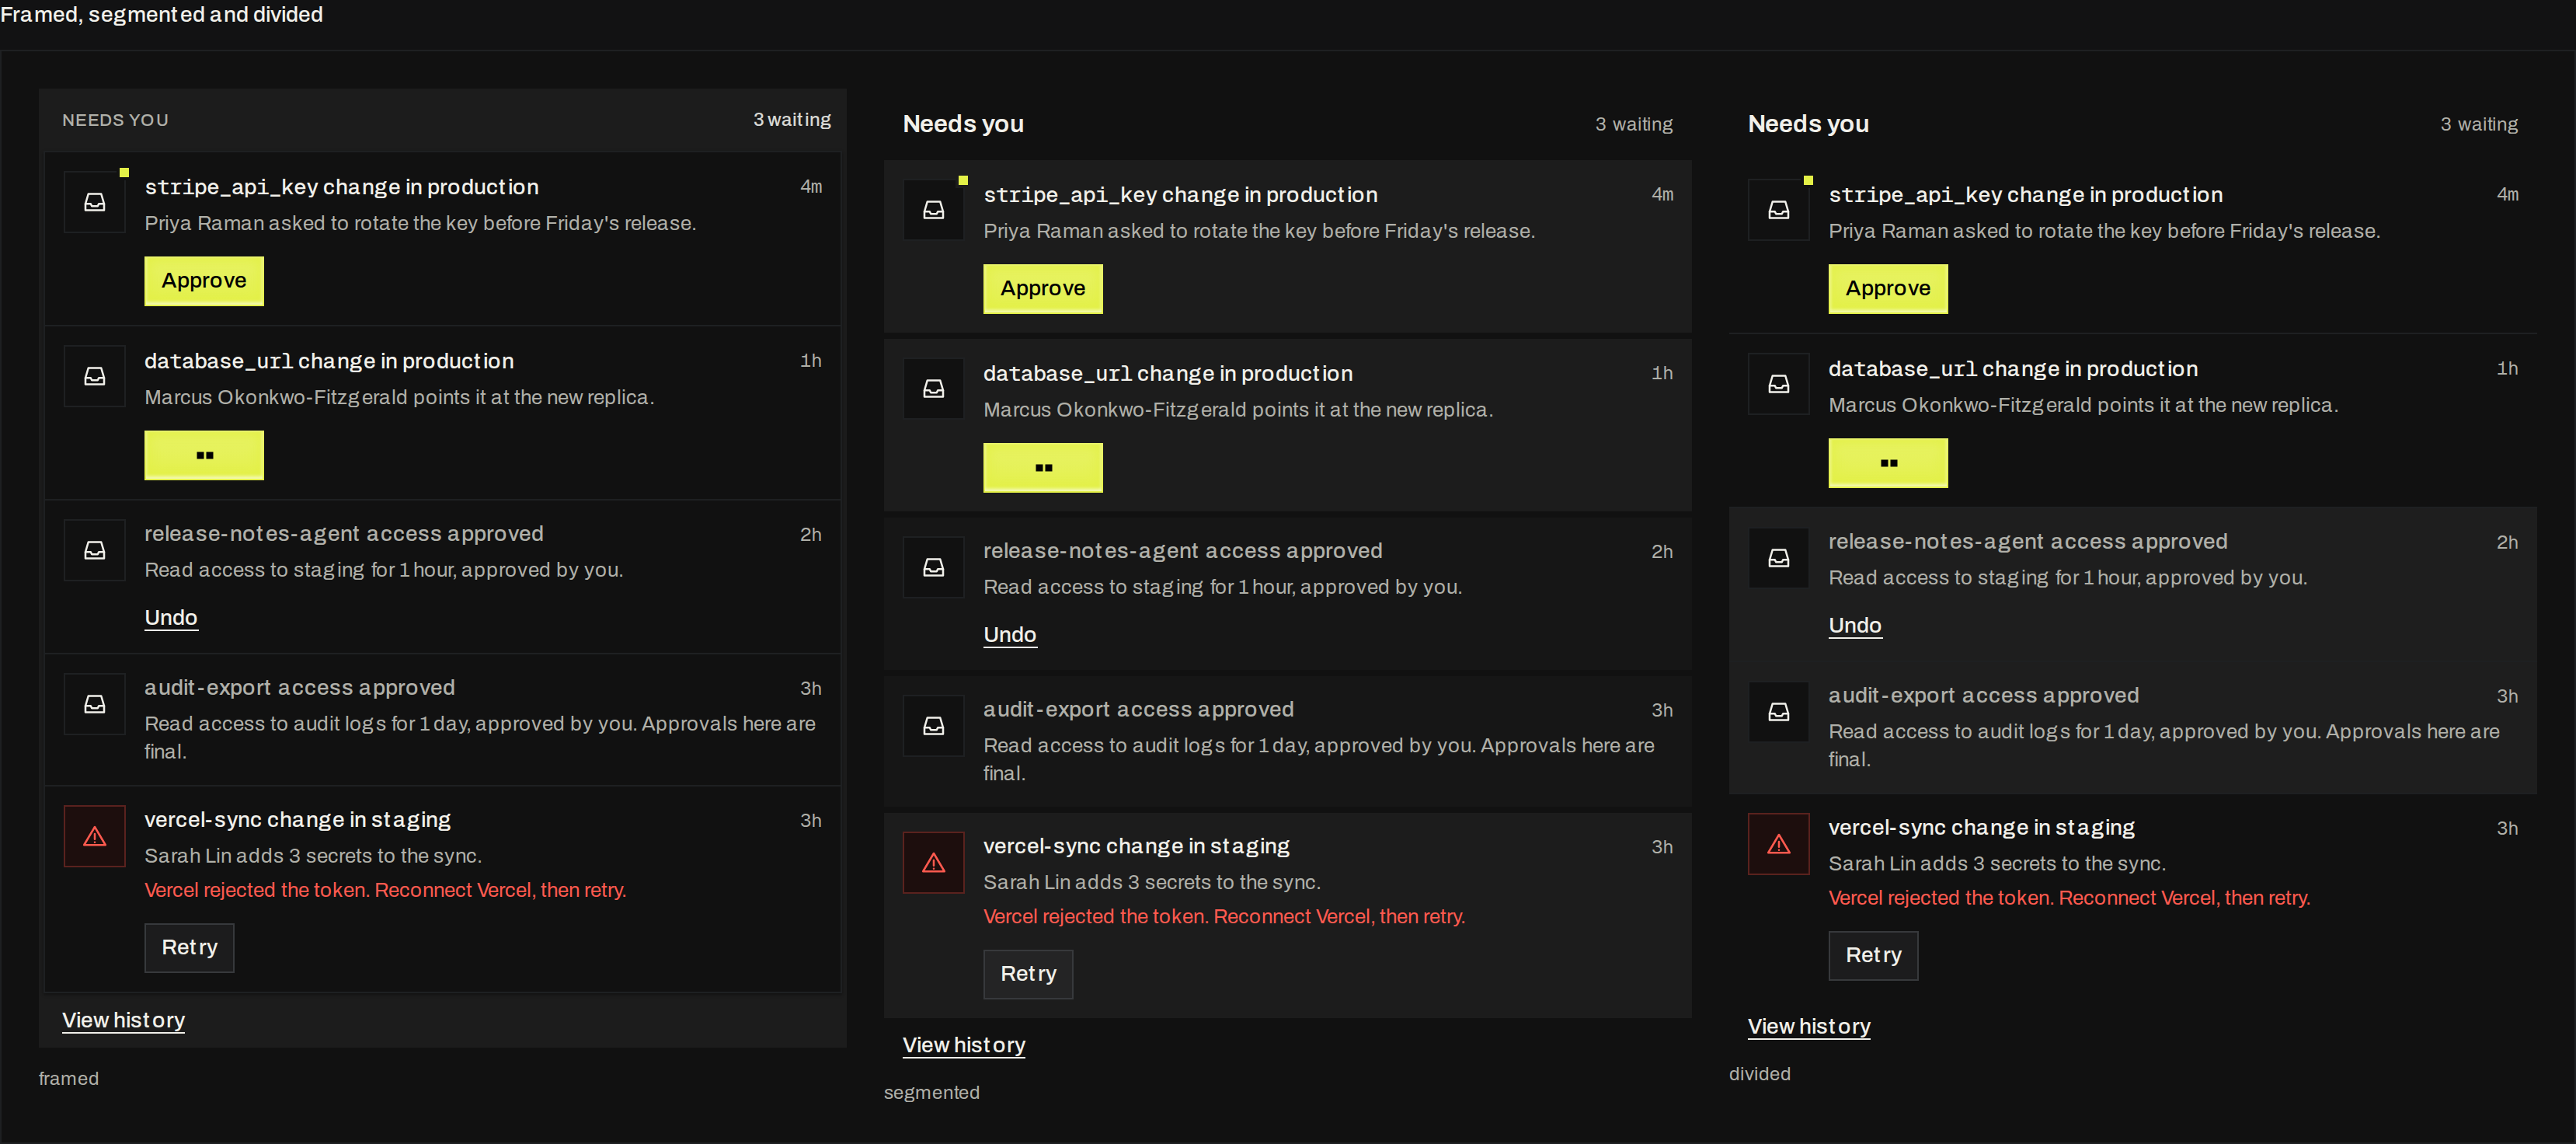 Framed, segmented and divided
NEEDS YOU
3 waiting
stripe_api_key change in production
4m
Priya Raman asked to rotate the key before Friday's release.
Approve
database_url change in production
1h
Marcus Okonkwo-Fitzgerald points it at the new replica.
release-notes-agent access approved
2h
Read access to staging for 1 hour, approved by you.
Undo
audit-export access approved
3h
Read access to audit logs for 1 day, approved by you. Approvals here are
final.
vercel-sync change in staging
3h
Sarah Lin adds 3 secrets to the sync.
Vercel rejected the token. Reconnect Vercel, then retry.
Retry
View history
framed
Needs you
3 waiting
stripe_api_key change in production
4m
Priya Raman asked to rotate the key before Friday's release.
Approve
database_url change in production
1h
Marcus Okonkwo-Fitzgerald points it at the new replica.
release-notes-agent access approved
2h
Read access to staging for 1 hour, approved by you.
Undo
audit-export access approved
3h
Read access to audit logs for 1 day, approved by you. Approvals here are
final.
vercel-sync change in staging
3h
Sarah Lin adds 3 secrets to the sync.
Vercel rejected the token. Reconnect Vercel, then retry.
Retry
View history
segmented
Needs you
3 waiting
stripe_api_key change in production
4m
Priya Raman asked to rotate the key before Friday's release.
Approve
database_url change in production
1h
Marcus Okonkwo-Fitzgerald points it at the new replica.
release-notes-agent access approved
2h
Read access to staging for 1 hour, approved by you.
Undo
audit-export access approved
3h
Read access to audit logs for 1 day, approved by you. Approvals here are
final.
vercel-sync change in staging
3h
Sarah Lin adds 3 secrets to the sync.
Vercel rejected the token. Reconnect Vercel, then retry.
Retry
View history
divided